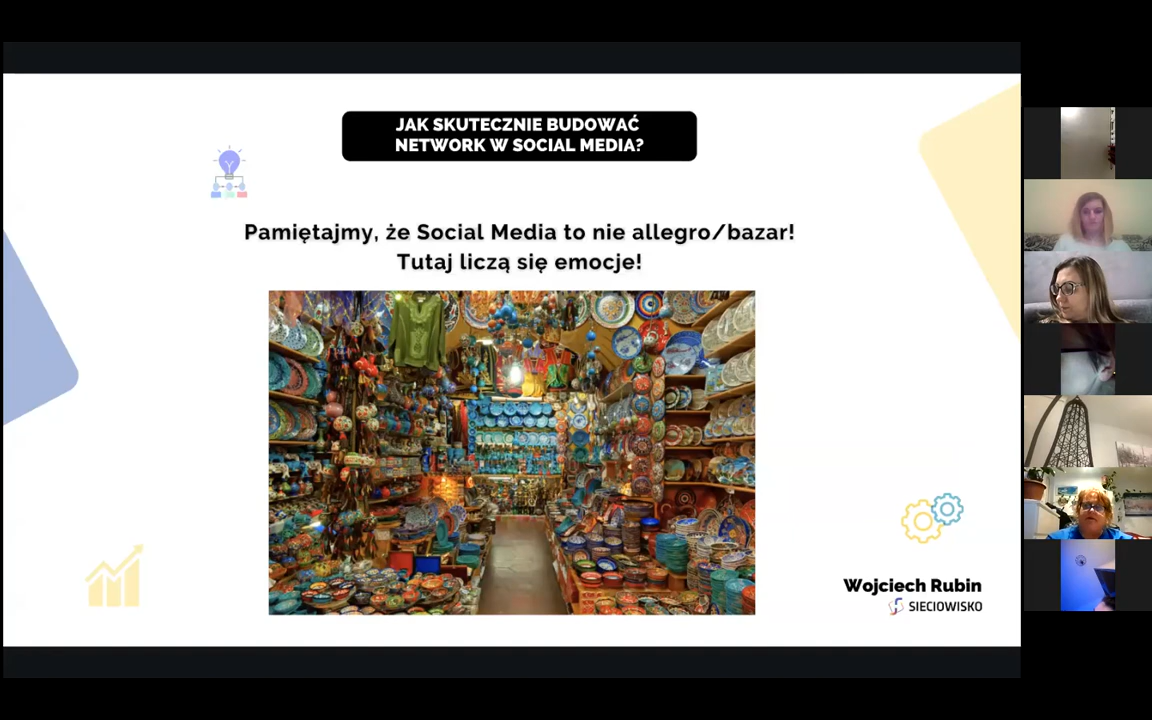 JAK SKUTECZNIE BUDOWAĆ
NETWORK W SOCIAL MEDIA?
Pamiętajmy, że Social Media to nie allegro/bazar!
Tutaj liczą się emocje!
Wojciech Rubin
SIECIOWISKO